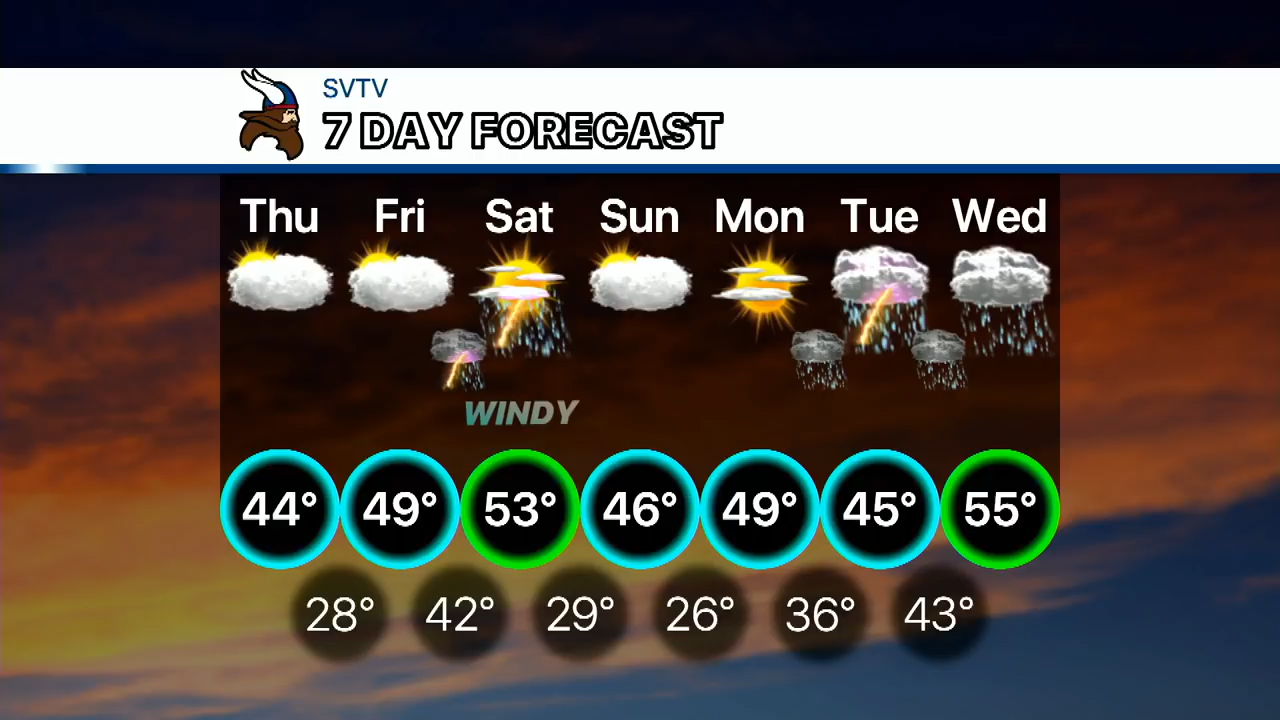 SVTV
7 DAY FORECAST
Thu Fri Sat Sun Mon Tue Wed
WINDY
44° 49° 53° 46° 49° 45° 55°
28° 42° 29° 26° 36° 43°